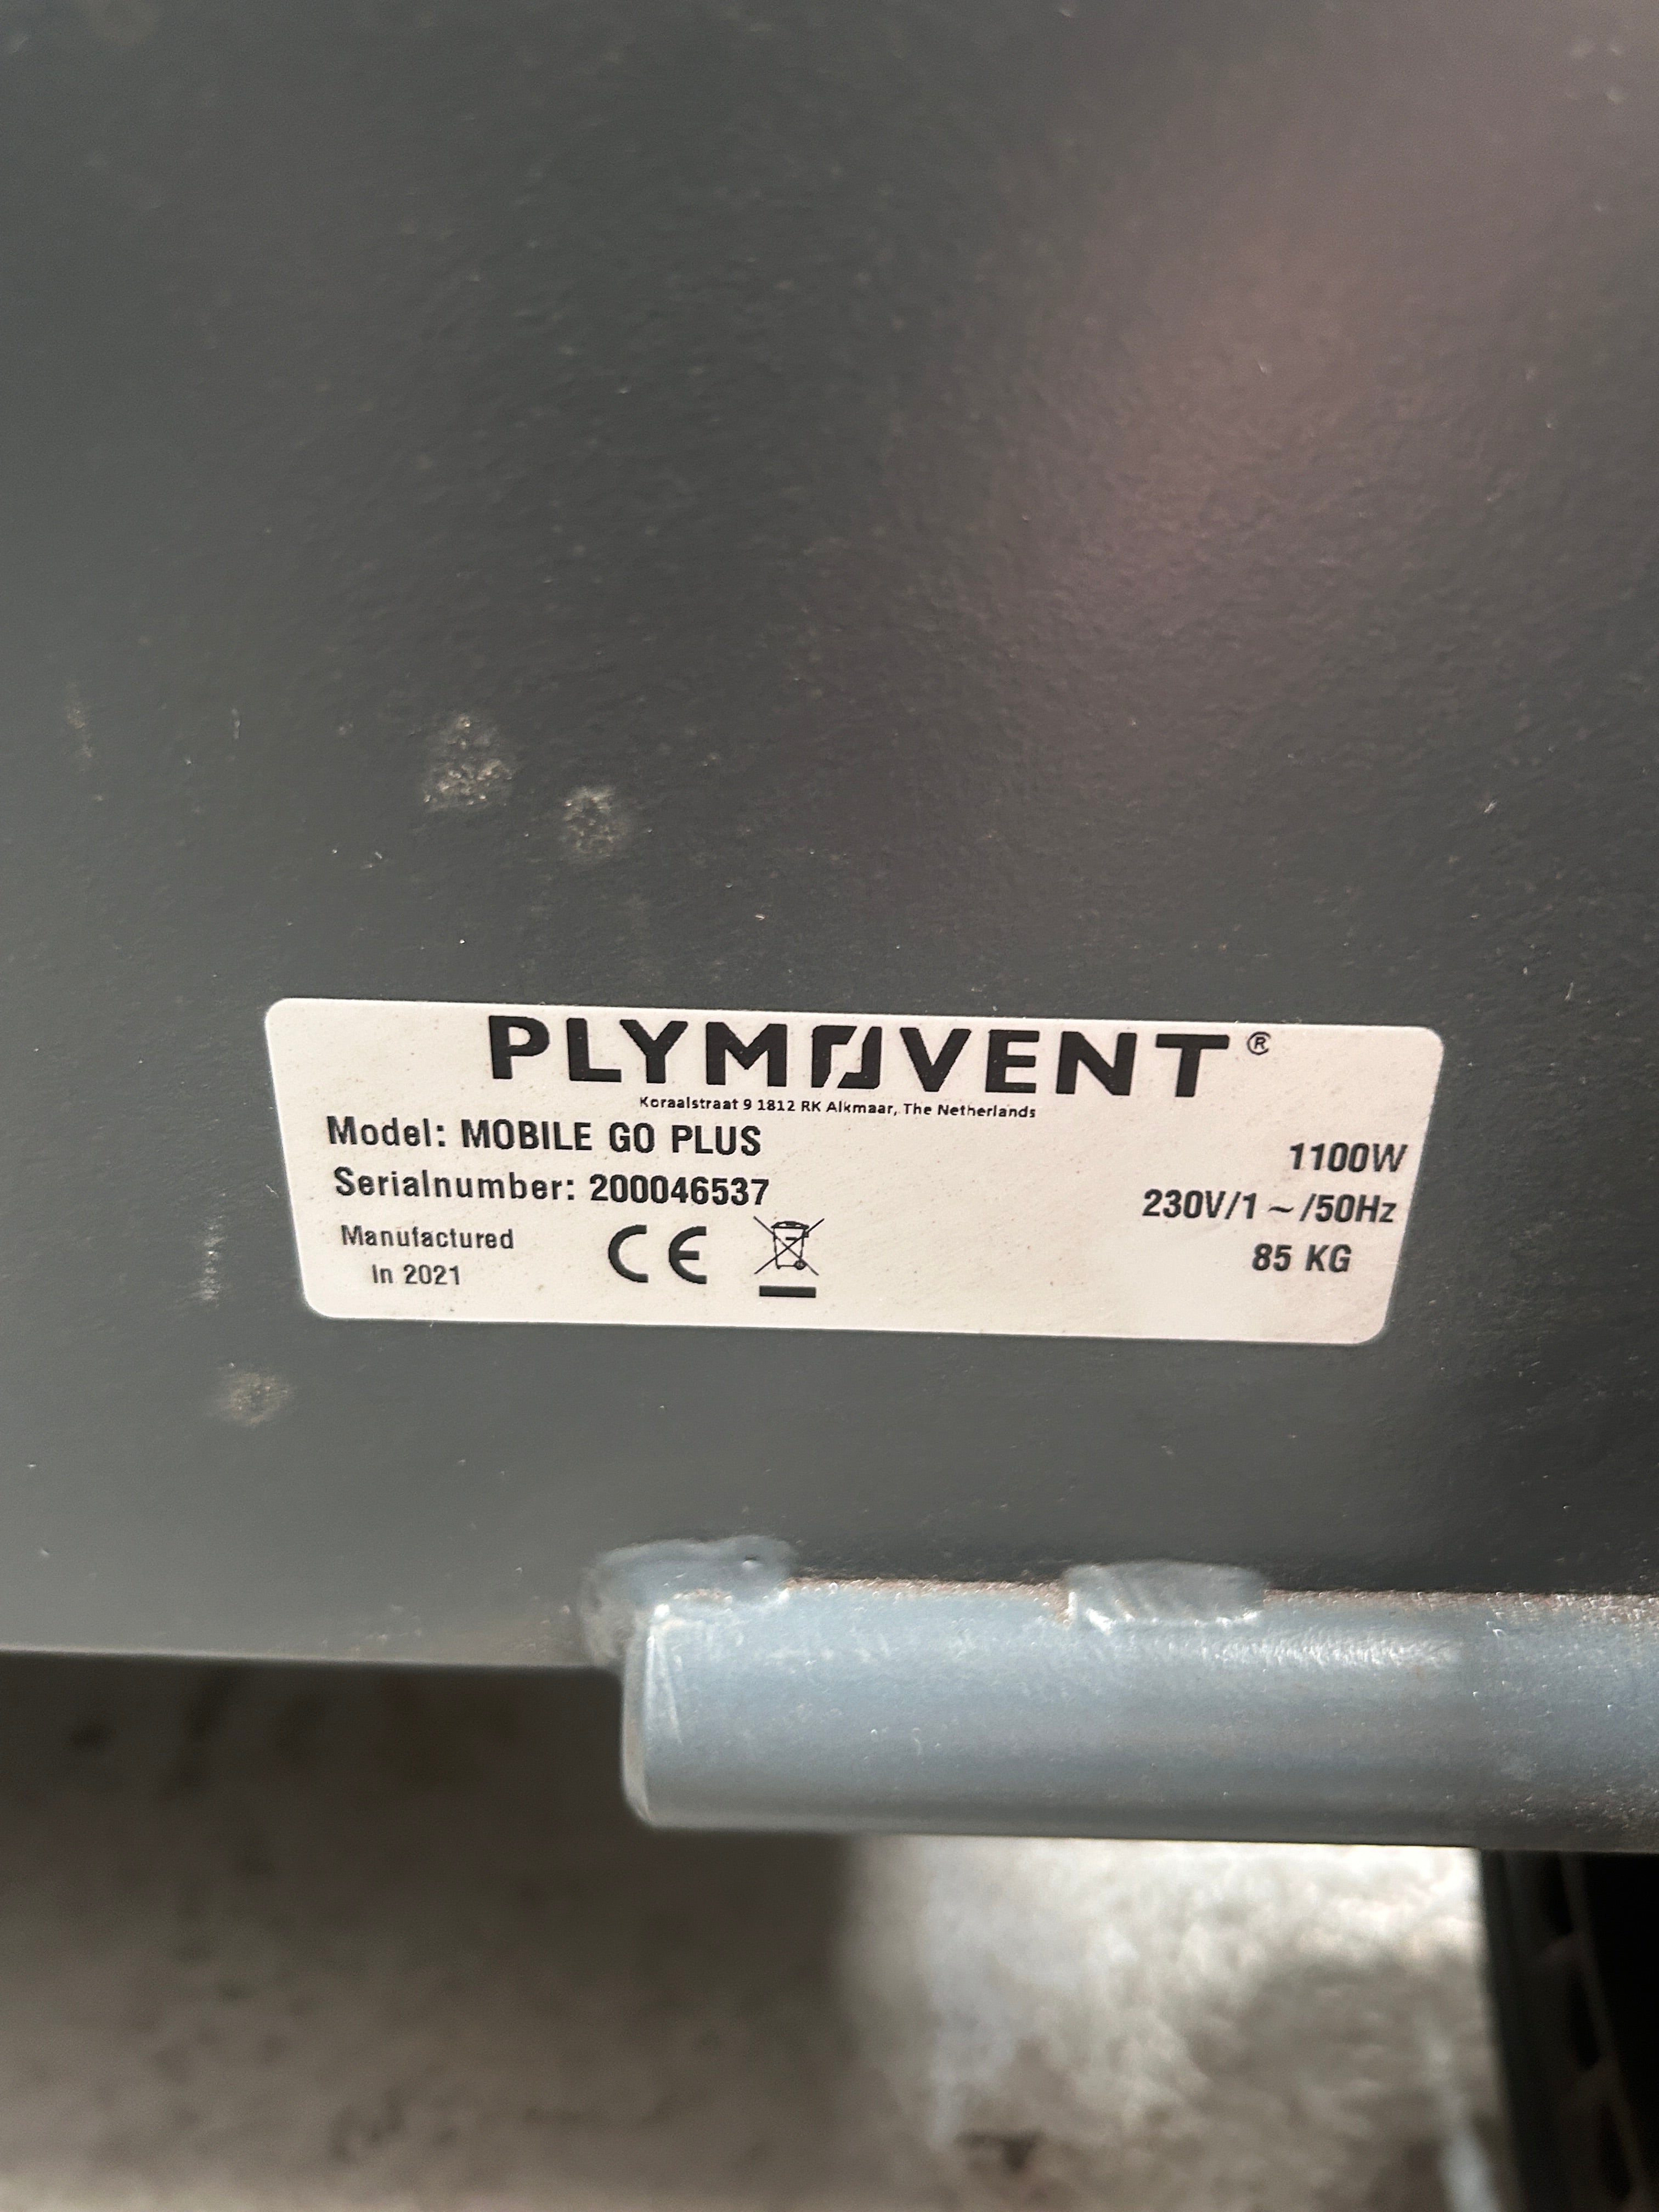 PLYMOVENT®
Koraalstraat 9 1812 RK Alkmaar, The Netherlands
Model: MOBILE GO PLUS
1100W
Serialnumber: 200046537
230V/1 ~ /50Hz
Manufactured
in 2021
CE
85 KG